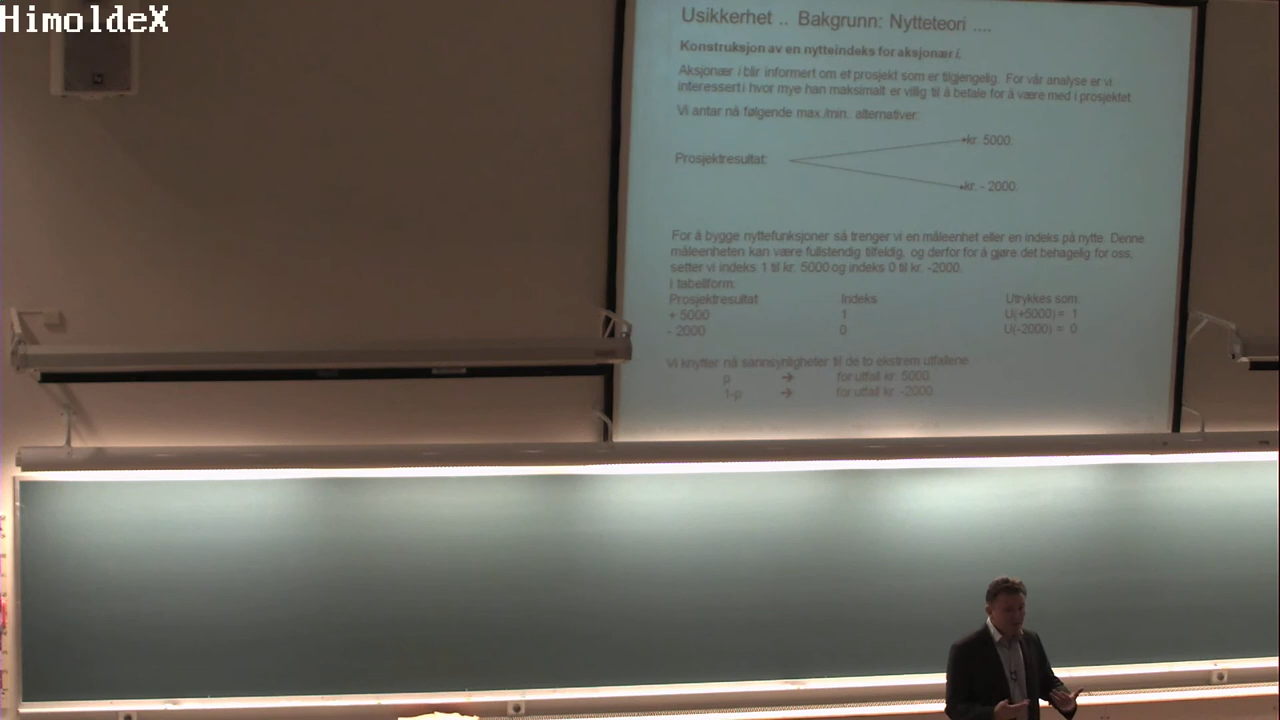 HimoldeX
Usikkerhet .. Bakgrunn: Nytteteori ....
Konstruksjon av en nytteindeks for aksjonær i.
Aksjonær i blir informert om et prosjekt som er tilgjengelig. For vår analyse er vi
interessert i hvor mye han maksimalt er villig til å betale for å være med i prosjektet
Vi antar nå følgende max./min. alternativer:
kr. 5000.
Prosjektresultat:
kr. - 2000.
For å bygge nyttefunksjoner så trenger vi en måleenhet eller en indeks på nytte. Denne
måleenheten kan være fullstendig tilfeldig, og derfor for å gjøre det behagelig for oss,
setter vi indeks 1 til kr. 5000 og indeks 0 til kr. -2000.
I tabellform:
Prosjektresultat Indeks Utrykkes som:
+ 5000 1 U(+5000) = 1
- 2000 0 U(-2000) = 0
Vi knytter nå sannsynligheter til de to ekstrem utfallene.
p → for utfall kr. 5000
1-p → for utfall kr. -2000